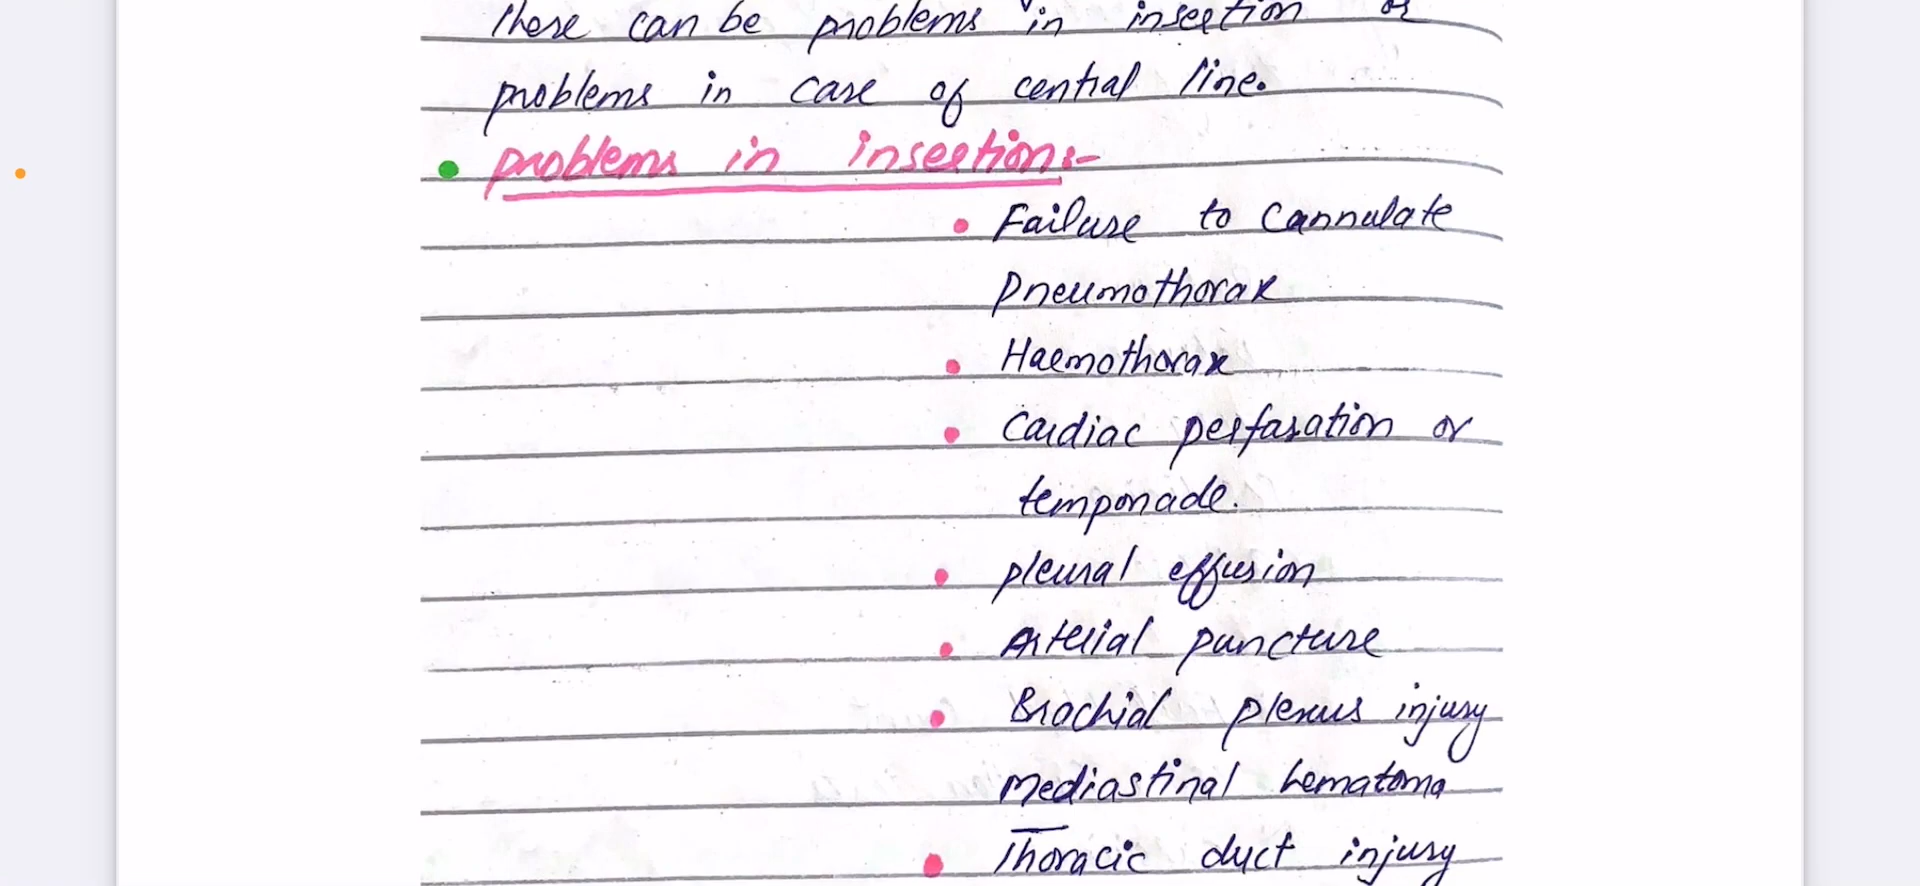 There can be problems in insertion or
problems in case of central line.
problems in insertion:-
Failure to Cannulate
Pneumothorax
Haemothorax
Cardiac perfaration or
temponade.
pleural effusion
Arterial puncture
Brachial plexus injury
Mediastinal hematoma
Thoracic duct injury